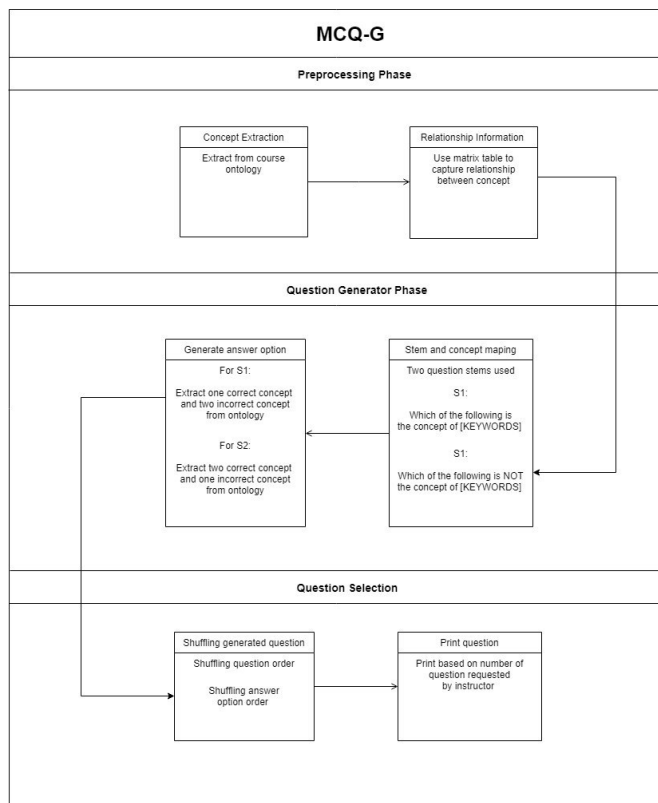 MCQ-G
Preprocessing Phase
Concept Extraction
Extract from course
ontology
Relationship Information
Use matrix table to
capture relationship
between concept
Question Generator Phase
Generate answer option
For S1:
Extract one correct concept
and two incorrect concept
from ontology
For S2:
Extract two correct concept
and one incorrect concept
from ontology
Stem and concept maping
Two question stems used
S1:
Which of the following is
the concept of [KEYWORDS]
S1:
Which of the following is NOT
the concept of [KEYWORDS]
Question Selection
Shuffling generated question
Shuffling question order
Shuffling answer
option order
Print question
Print based on number of
question requested
by instructor